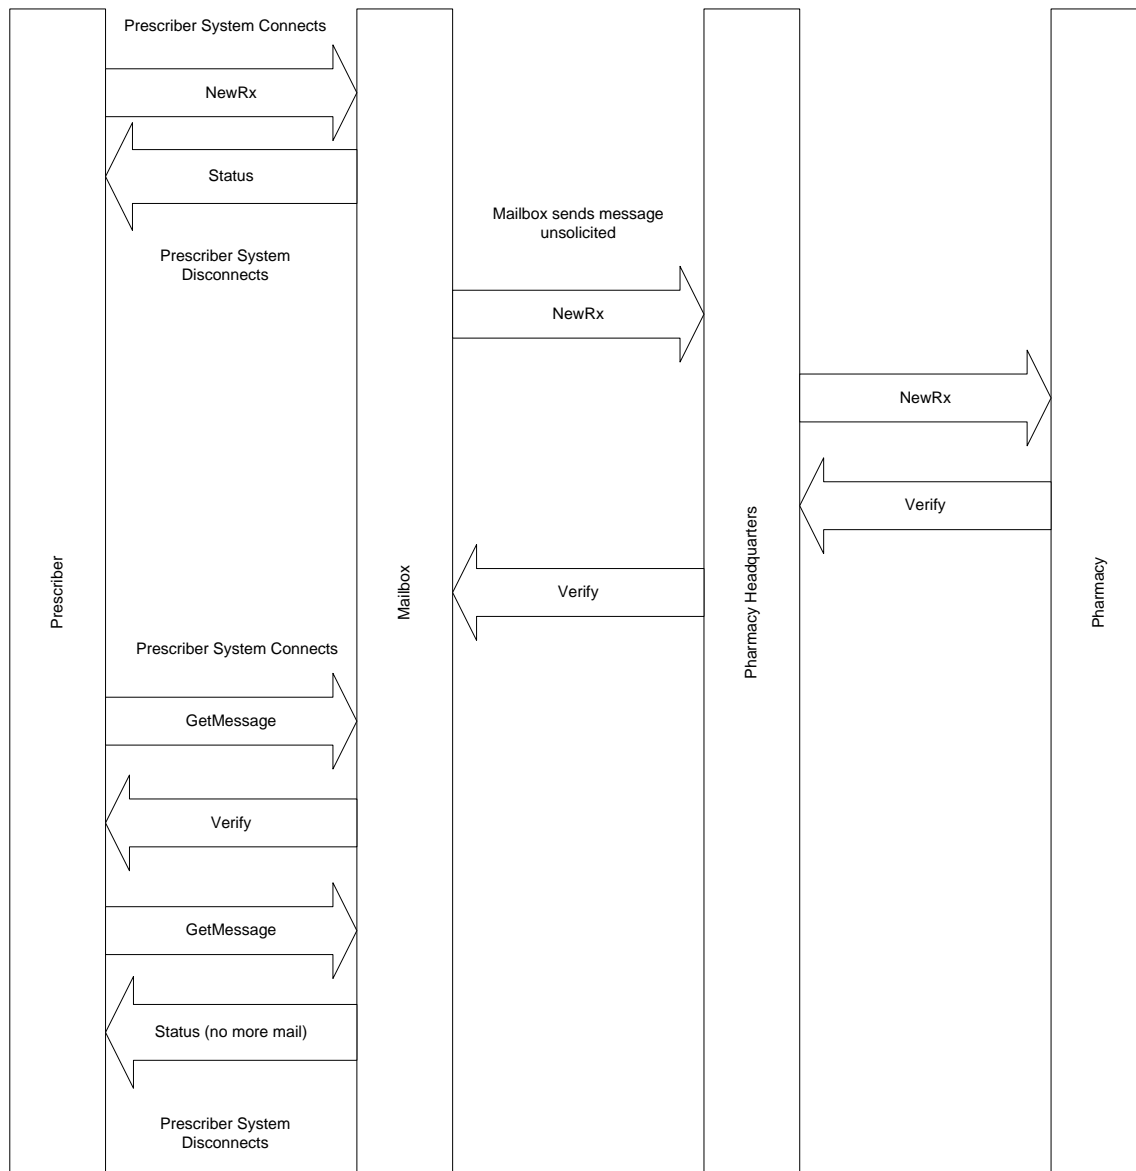 Prescriber System Connects
NewRx
Status
Mailbox sends message
unsolicited
Prescriber System
Disconnects
NewRx
NewRx
Verify
Verify
Prescriber
Mailbox
Pharmacy Headquarters
Pharmacy
Prescriber System Connects
GetMessage
Verify
GetMessage
Status (no more mail)
Prescriber System
Disconnects